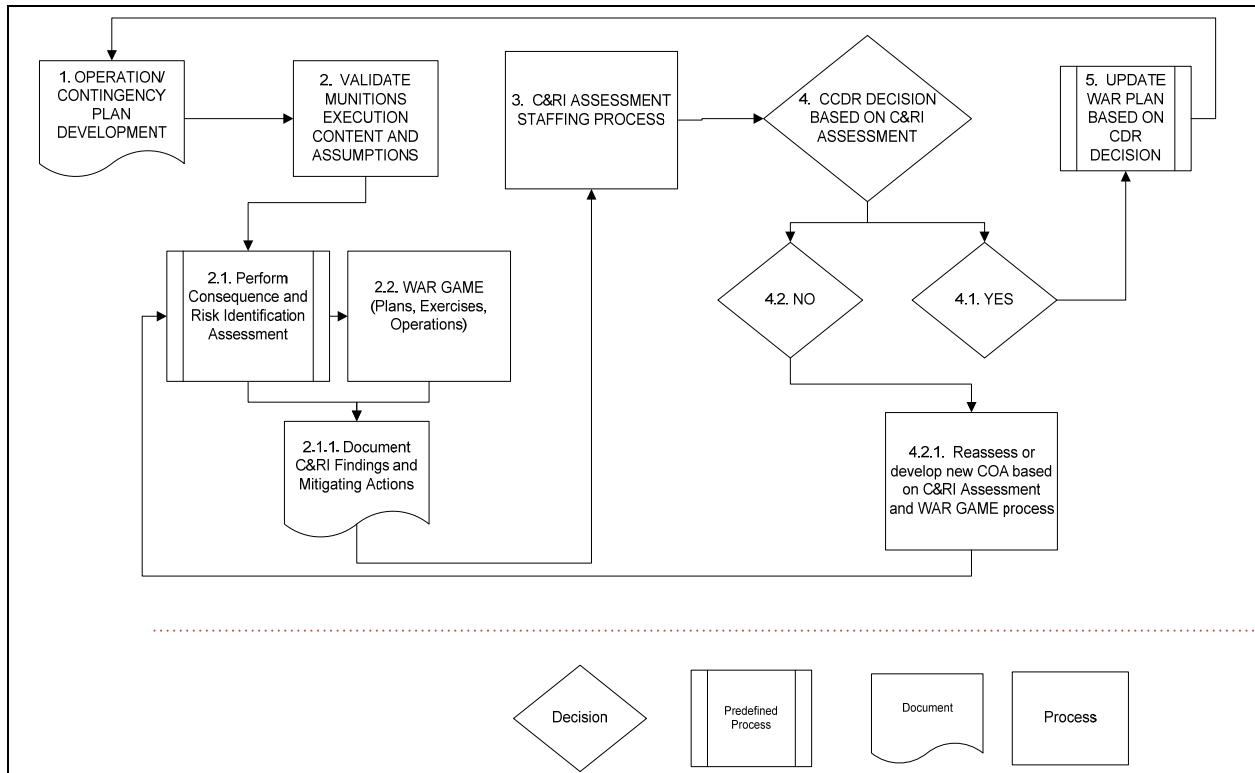 1. OPERATION/
CONTINGENCY
PLAN
DEVELOPMENT
2. VALIDATE
MUNITIONS
EXECUTION
CONTENT AND
ASSUMPTIONS
3. C&RI ASSESSMENT
STAFFING PROCESS
4. CCDR DECISION
BASED ON C&RI
ASSESSMENT
5. UPDATE
WAR PLAN
BASED ON
CDR
DECISION
2.1. Perform
Consequence and
Risk Identification
Assessment
2.2. WAR GAME
(Plans, Exercises,
Operations)
4.2. NO
4.1. YES
2.1.1. Document
C&RI Findings and
Mitigating Actions
4.2.1. Reassess or
develop new COA based
on C&RI Assessment
and WAR GAME process
Decision
Predefined
Process
Document
Process